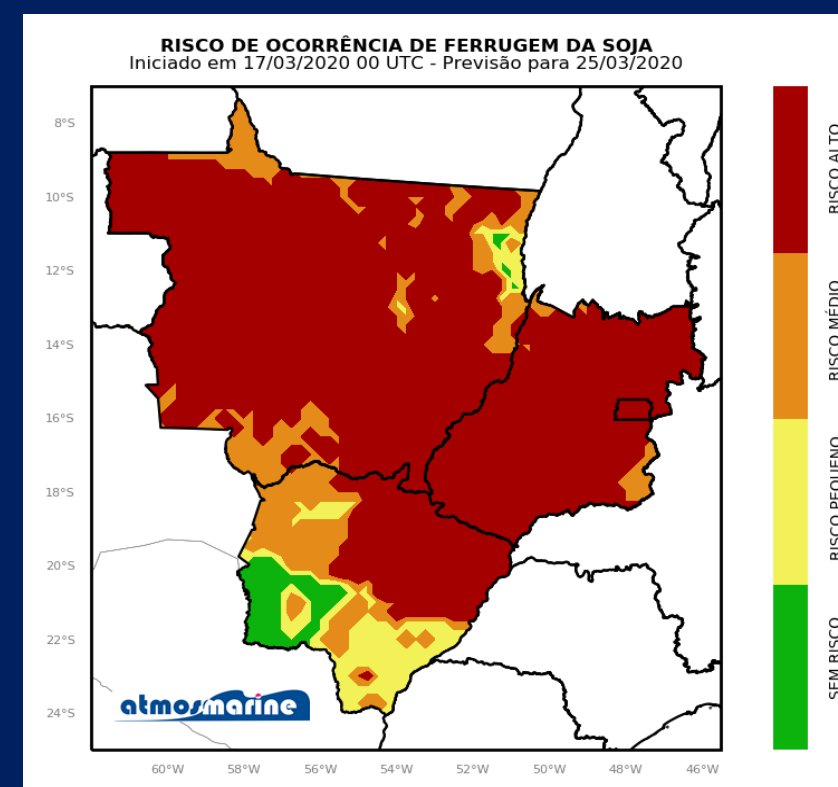 RISCO DE OCORRÊNCIA DE FERRUGEM DA SOJA
Iniciado em 17/03/2020 00 UTC - Previsão para 25/03/2020
8°S
10°S
12°S
14°S
16°S
18°S
20°S
22°S
24°S
60°W
58°W
56°W
54°W
52°W
50°W
48°W
46°W
RISCO ALTO
RISCO MÉDIO
RISCO PEQUENO
SEM RISCO
atmosmarine